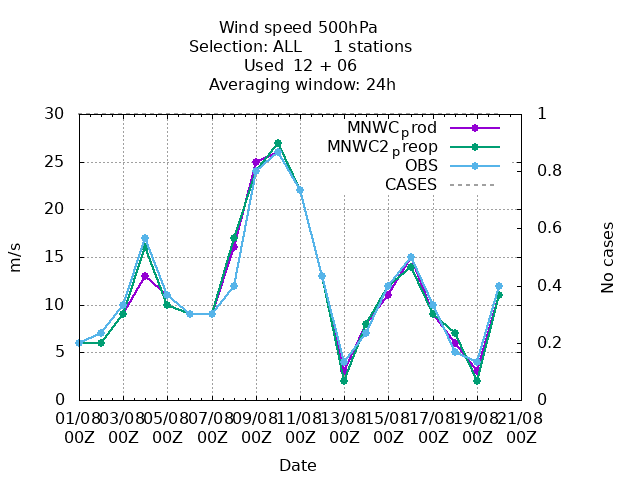 Wind speed 500hPa
Selection: ALL      1 stations
Used  12 + 06
Averaging window: 24h
30
25
20
15
10
5
0
m/s
1
0.8
0.6
0.4
0.2
0
No cases
MNWCprod
MNWC2preop
OBS
CASES
01/08 03/08 05/08 07/08 09/08 11/08 13/08 15/08 17/08 19/08 21/08
00Z 00Z 00Z 00Z 00Z 00Z 00Z 00Z 00Z 00Z 00Z
Date